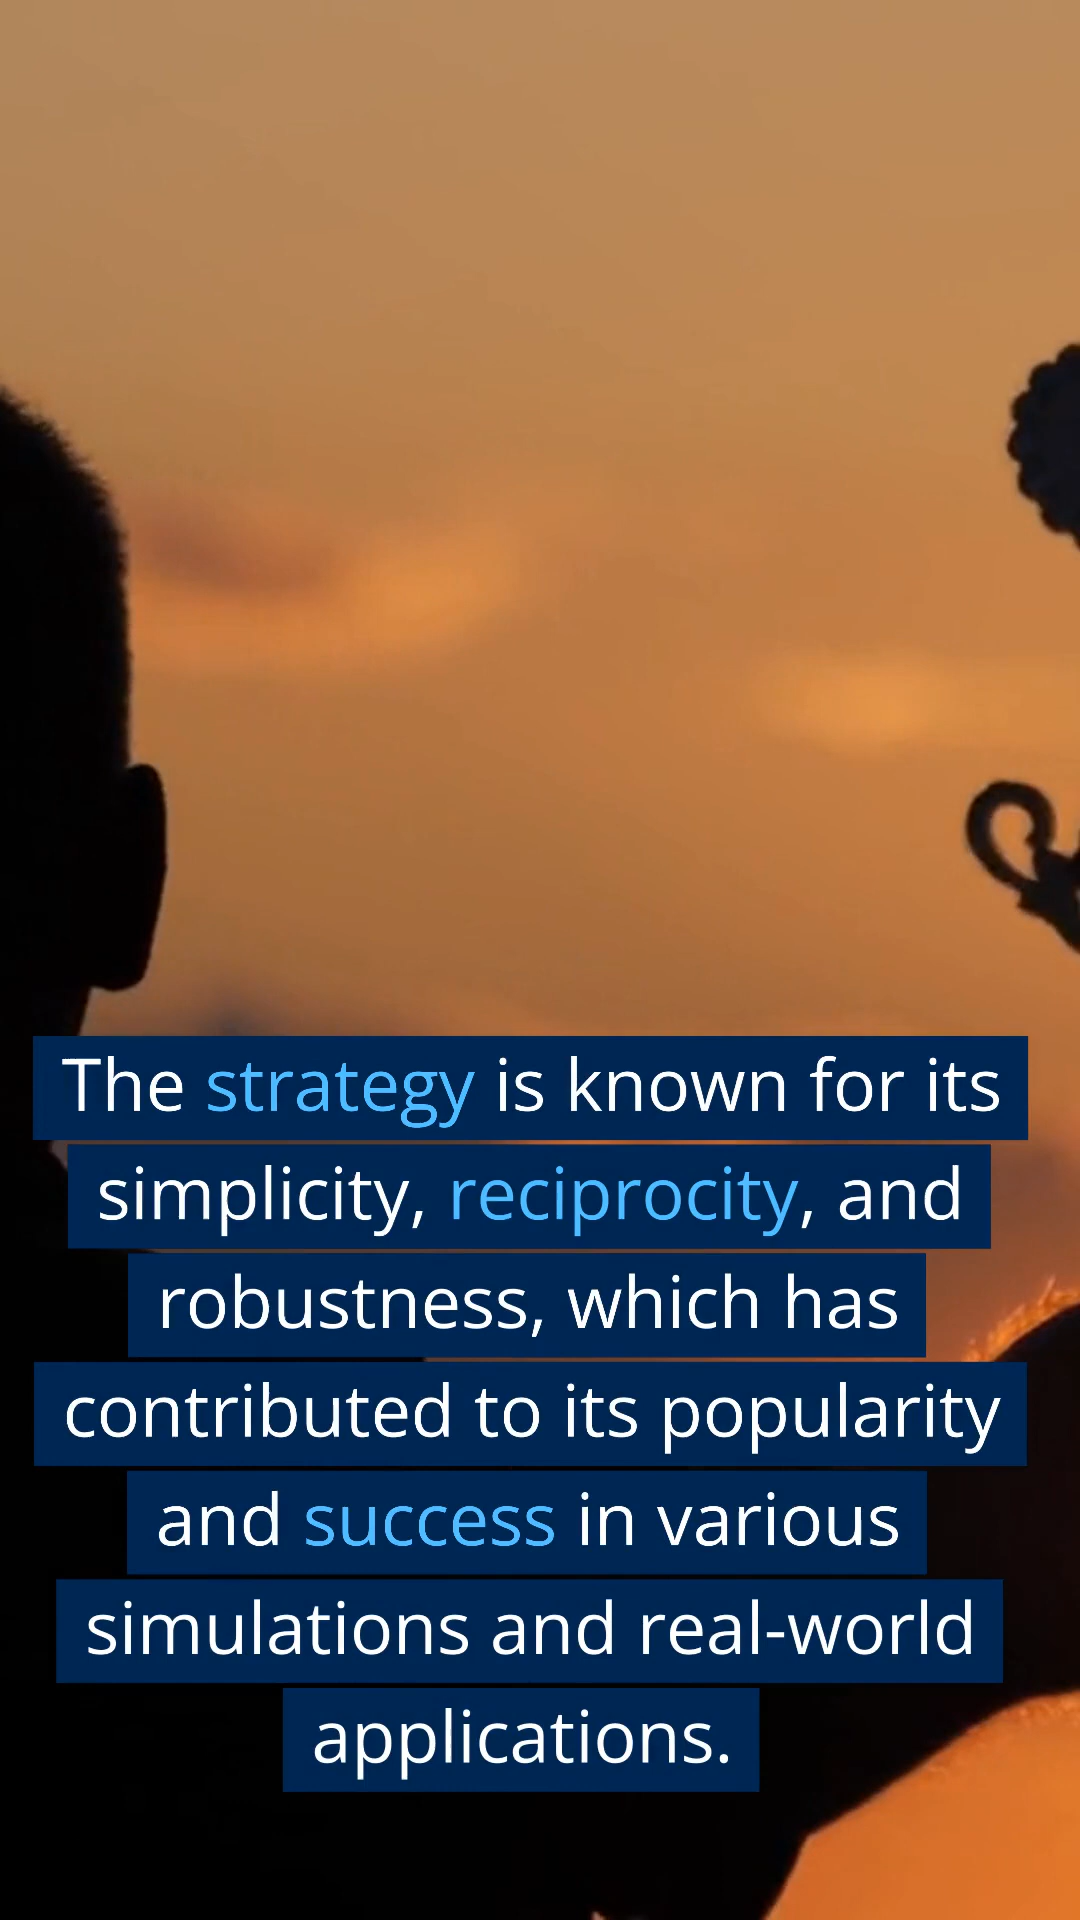 The strategy is known for its
simplicity, reciprocity, and
robustness, which has
contributed to its popularity
and success in various
simulations and real-world
applications.